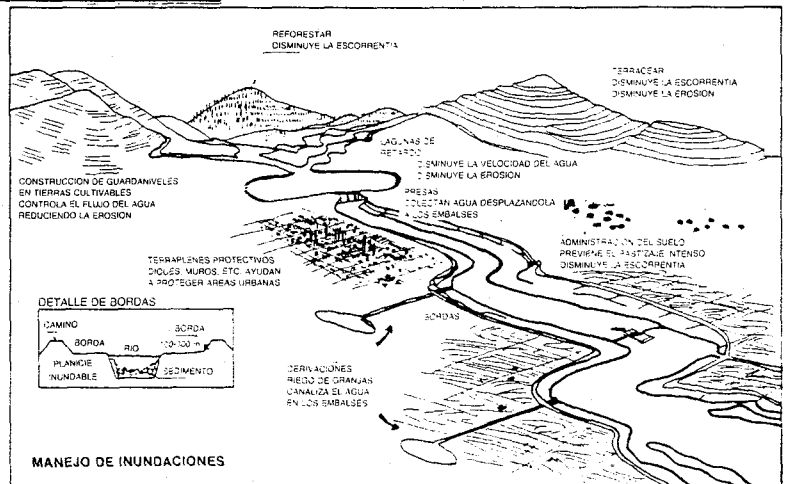 REFORESTAR
DISMINUYE LA ESCORRENTIA
TERRACEAR
DISMINUYE LA ESCORRENTIA
DISMINUYE LA EROSION
LAGUNAS DE
RETARDO
DISMINUYE LA VELOCIDAD DEL AGUA
DISMINUYE LA EROSION
CONSTRUCCION DE GUARDANIVELES
EN TIERRAS CULTIVABLES
CONTROLA EL FLUJO DEL AGUA
REDUCIENDO LA EROSION
PRESAS
COLECTAN AGUA DESPLAZANDOLA
A LOS EMBALSES
ADMINISTRACION DEL SUELO
PREVIENE EL PASTIZAJE INTENSO
DISMINUYE LA ESCORRENTIA
TERRAPLENES PROTECTIVOS
DIQUES, MUROS, ETC. AYUDAN
A PROTEGER AREAS URBANAS
DETALLE DE BORDAS
CAMINO
BORDA
BORDA
RIO
100-300 m
PLANICIE
INUNDABLE
SEDIMENTO
BORDAS
DERIVACIONES
RIEGO DE GRANJAS
CANALIZA EL AGUA
EN LOS EMBALSES
MANEJO DE INUNDACIONES